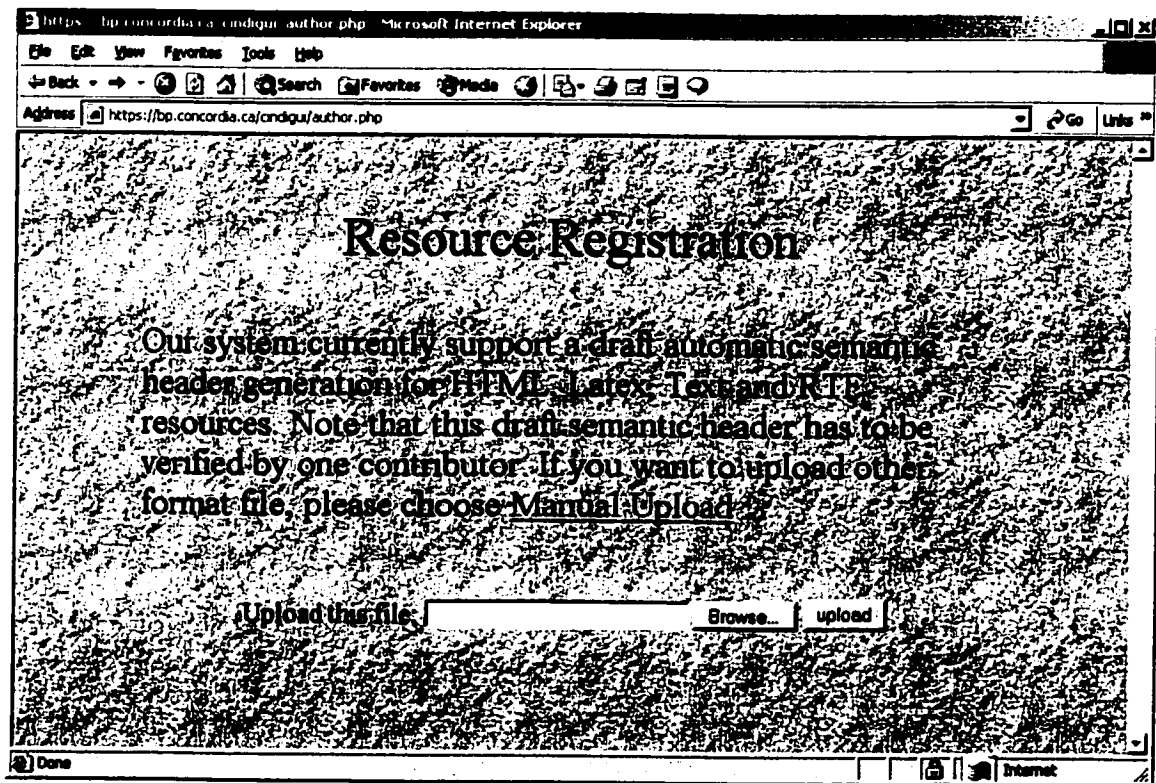 https bp concordia ca cindigui author php Microsoft Internet Explorer
File Edit View Favorites Tools Help
Back Search Favorites Media
Address https://bp.concordia.ca/cindigui/author.php Go Links »
Resource Registration
Our system currently support a draft automatic semantic
header generation for HTML, Latex, Text and RTF
resources. Note that this draft semantic header has to be
verified by one contributor. If you want to upload other
format file, please choose Manual Upload
Upload this file: Browse... upload
Done Internet